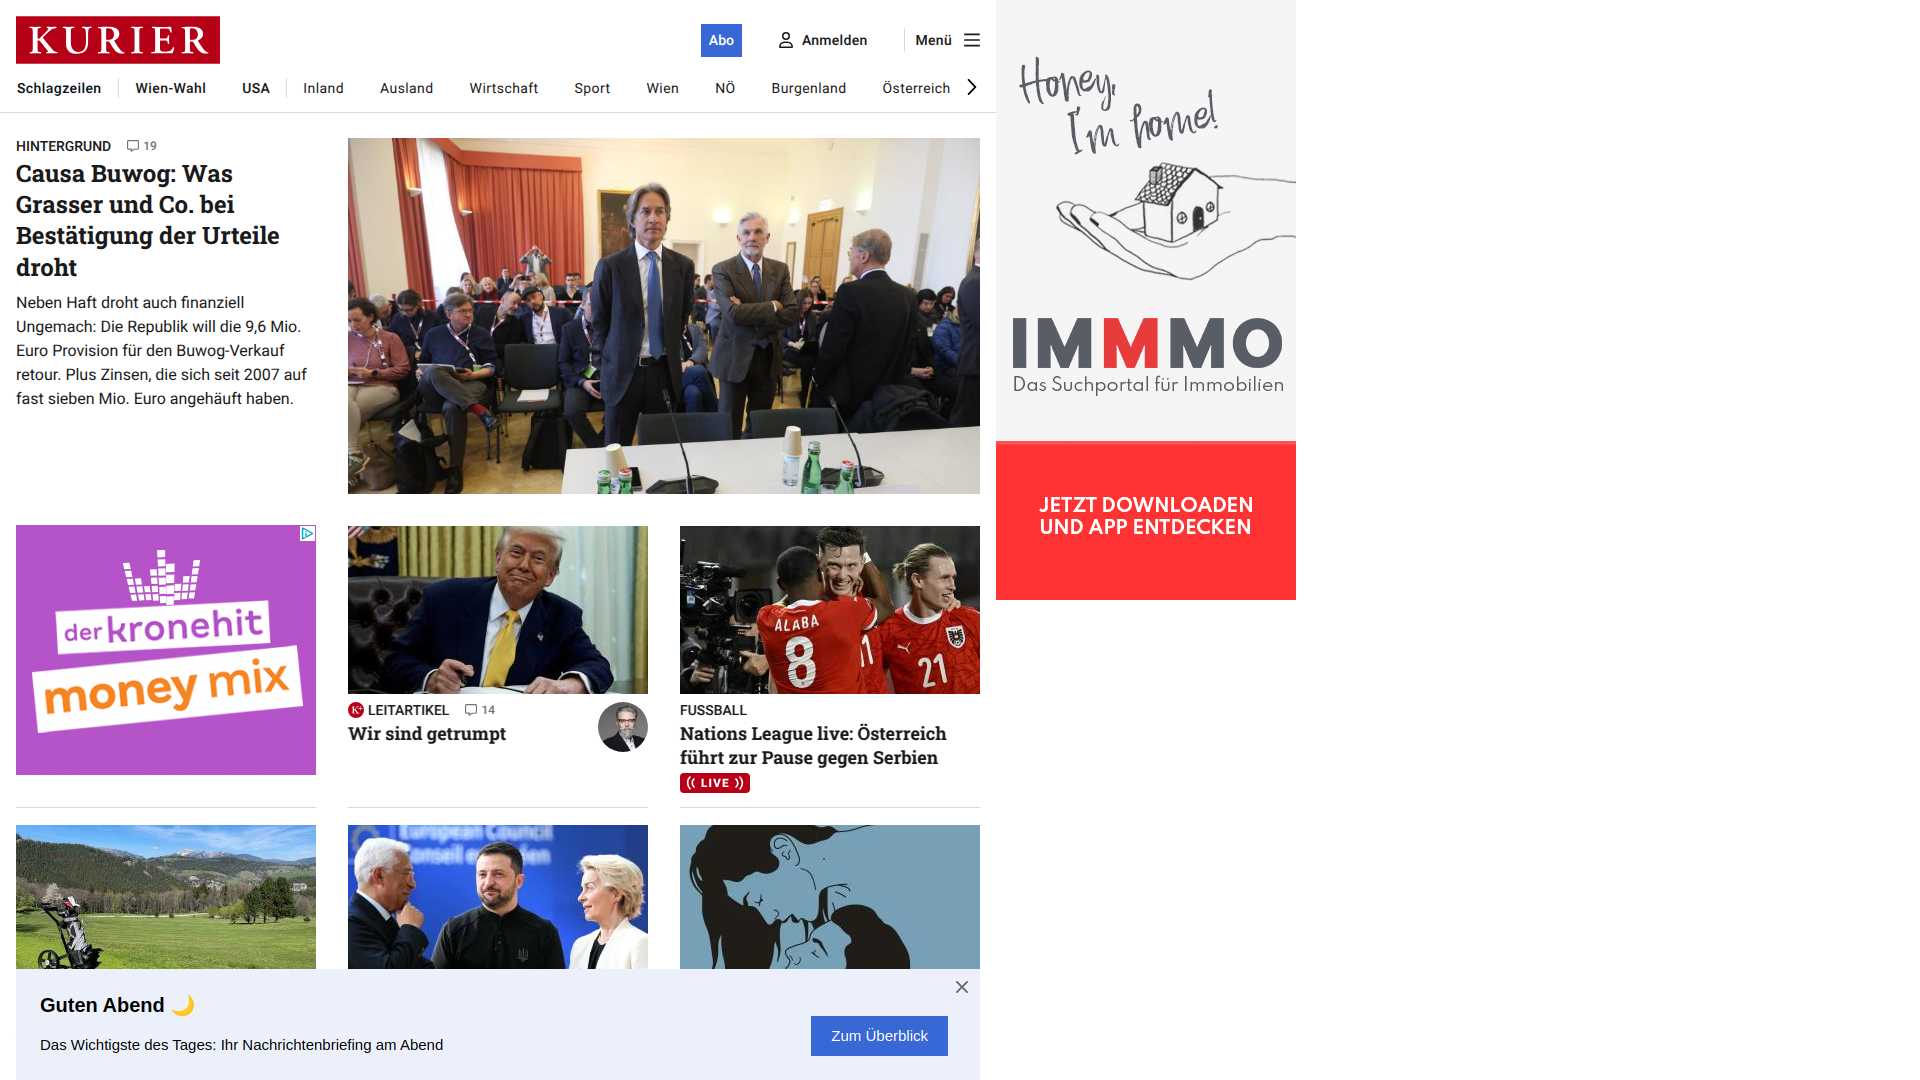 KURIER
Abo
Anmelden
Menü
Schlagzeilen
Wien-Wahl
USA
Inland
Ausland
Wirtschaft
Sport
Wien
NÖ
Burgenland
Österreich
HINTERGRUND 19
Causa Buwog: Was
Grasser und Co. bei
Bestätigung der Urteile
droht
Neben Haft droht auch finanziell
Ungemach: Die Republik will die 9,6 Mio.
Euro Provision für den Buwog-Verkauf
retour. Plus Zinsen, die sich seit 2007 auf
fast sieben Mio. Euro angehäuft haben.
Honey,
I'm home!
IMMMO
Das Suchportal für Immobilien
JETZT DOWNLOADEN
UND APP ENTDECKEN
der kronehit
money mix
K+ LEITARTIKEL 14
Wir sind getrumpt
ALABA
8
11
21
FUSSBALL
Nations League live: Österreich
führt zur Pause gegen Serbien
LIVE
European Council
Guten Abend
Das Wichtigste des Tages: Ihr Nachrichtenbriefing am Abend
Zum Überblick